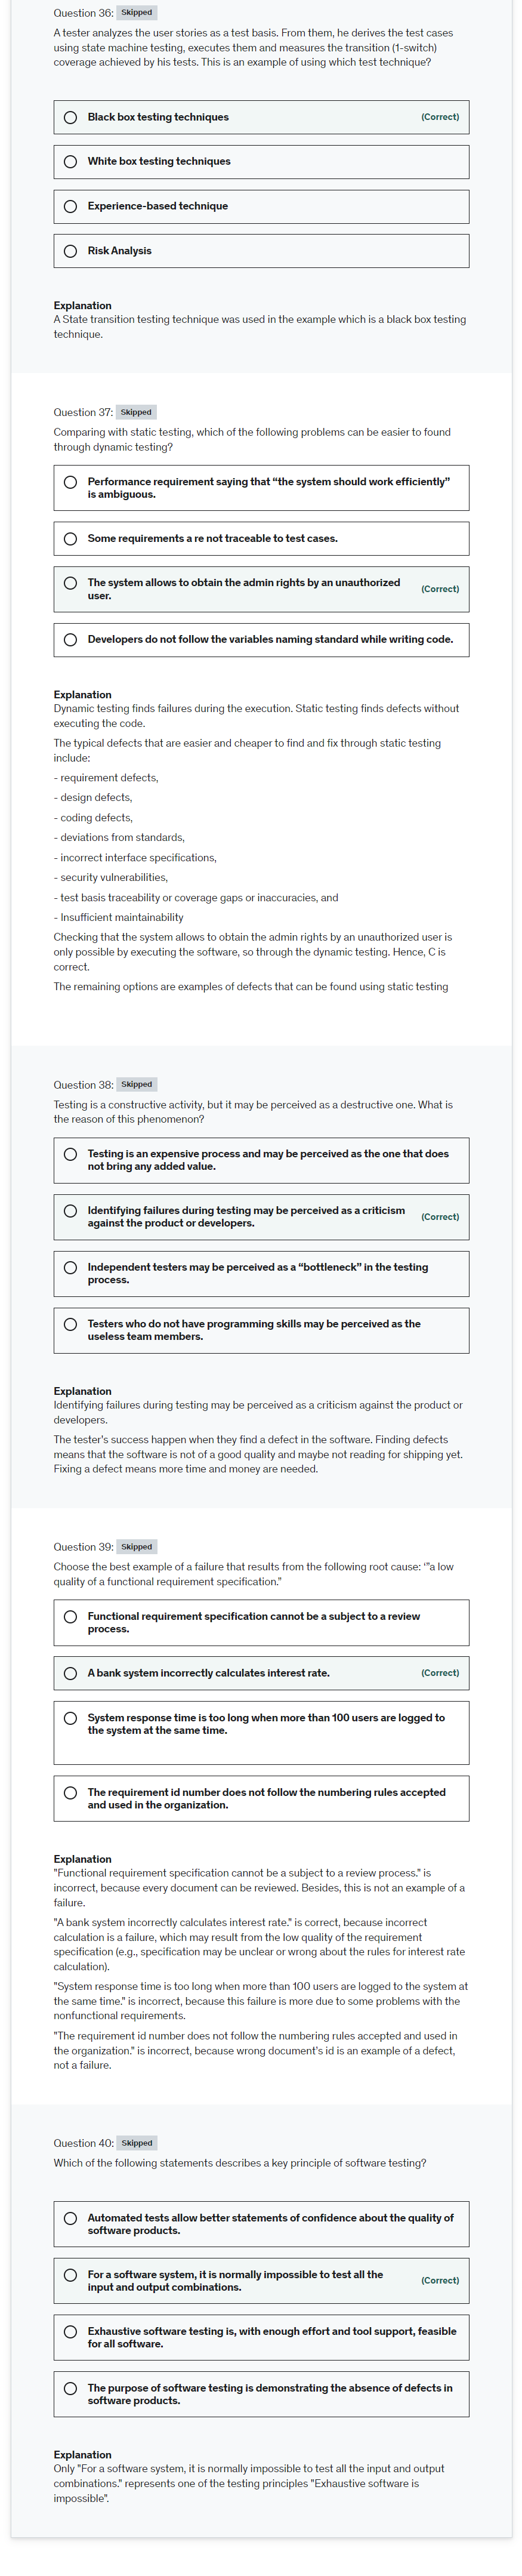 Question 36: Skipped
A tester analyzes the user stories as a test basis. From them, he derives the test cases
using state machine testing, executes them and measures the transition (1-switch)
coverage achieved by his tests. This is an example of using which test technique?
Black box testing techniques (Correct)
White box testing techniques
Experience-based technique
Risk Analysis
Explanation
A State transition testing technique was used in the example which is a black box testing
technique.
Question 37: Skipped
Comparing with static testing, which of the following problems can be easier to found
through dynamic testing?
Performance requirement saying that “the system should work efficiently”
is ambiguous.
Some requirements a re not traceable to test cases.
The system allows to obtain the admin rights by an unauthorized
user.
(Correct)
Developers do not follow the variables naming standard while writing code.
Explanation
Dynamic testing finds failures during the execution. Static testing finds defects without
executing the code.
The typical defects that are easier and cheaper to find and fix through static testing
include:
- requirement defects,
- design defects,
- coding defects,
- deviations from standards,
- incorrect interface specifications,
- security vulnerabilities,
- test basis traceability or coverage gaps or inaccuracies, and
- Insufficient maintainability
Checking that the system allows to obtain the admin rights by an unauthorized user is
only possible by executing the software, so through the dynamic testing. Hence, C is
correct.
The remaining options are examples of defects that can be found using static testing
Question 38: Skipped
Testing is a constructive activity, but it may be perceived as a destructive one. What is
the reason of this phenomenon?
Testing is an expensive process and may be perceived as the one that does
not bring any added value.
Identifying failures during testing may be perceived as a criticism
against the product or developers.
(Correct)
Independent testers may be perceived as a “bottleneck” in the testing
process.
Testers who do not have programming skills may be perceived as the
useless team members.
Explanation
Identifying failures during testing may be perceived as a criticism against the product or
developers.
The tester's success happen when they find a defect in the software. Finding defects
means that the software is not of a good quality and maybe not reading for shipping yet.
Fixing a defect means more time and money are needed.
Question 39: Skipped
Choose the best example of a failure that results from the following root cause: ‘"a low
quality of a functional requirement specification."
Functional requirement specification cannot be a subject to a review
process.
A bank system incorrectly calculates interest rate. (Correct)
System response time is too long when more than 100 users are logged to
the system at the same time.
The requirement id number does not follow the numbering rules accepted
and used in the organization.
Explanation
"Functional requirement specification cannot be a subject to a review process." is
incorrect, because every document can be reviewed. Besides, this is not an example of a
failure.
"A bank system incorrectly calculates interest rate." is correct, because incorrect
calculation is a failure, which may result from the low quality of the requirement
specification (e.g., specification may be unclear or wrong about the rules for interest rate
calculation).
"System response time is too long when more than 100 users are logged to the system at
the same time." is incorrect, because this failure is more due to some problems with the
nonfunctional requirements.
"The requirement id number does not follow the numbering rules accepted and used in
the organization." is incorrect, because wrong document's id is an example of a defect,
not a failure.
Question 40: Skipped
Which of the following statements describes a key principle of software testing?
Automated tests allow better statements of confidence about the quality of
software products.
For a software system, it is normally impossible to test all the
input and output combinations.
(Correct)
Exhaustive software testing is, with enough effort and tool support, feasible
for all software.
The purpose of software testing is demonstrating the absence of defects in
software products.
Explanation
Only "For a software system, it is normally impossible to test all the input and output
combinations." represents one of the testing principles "Exhaustive software is
impossible".